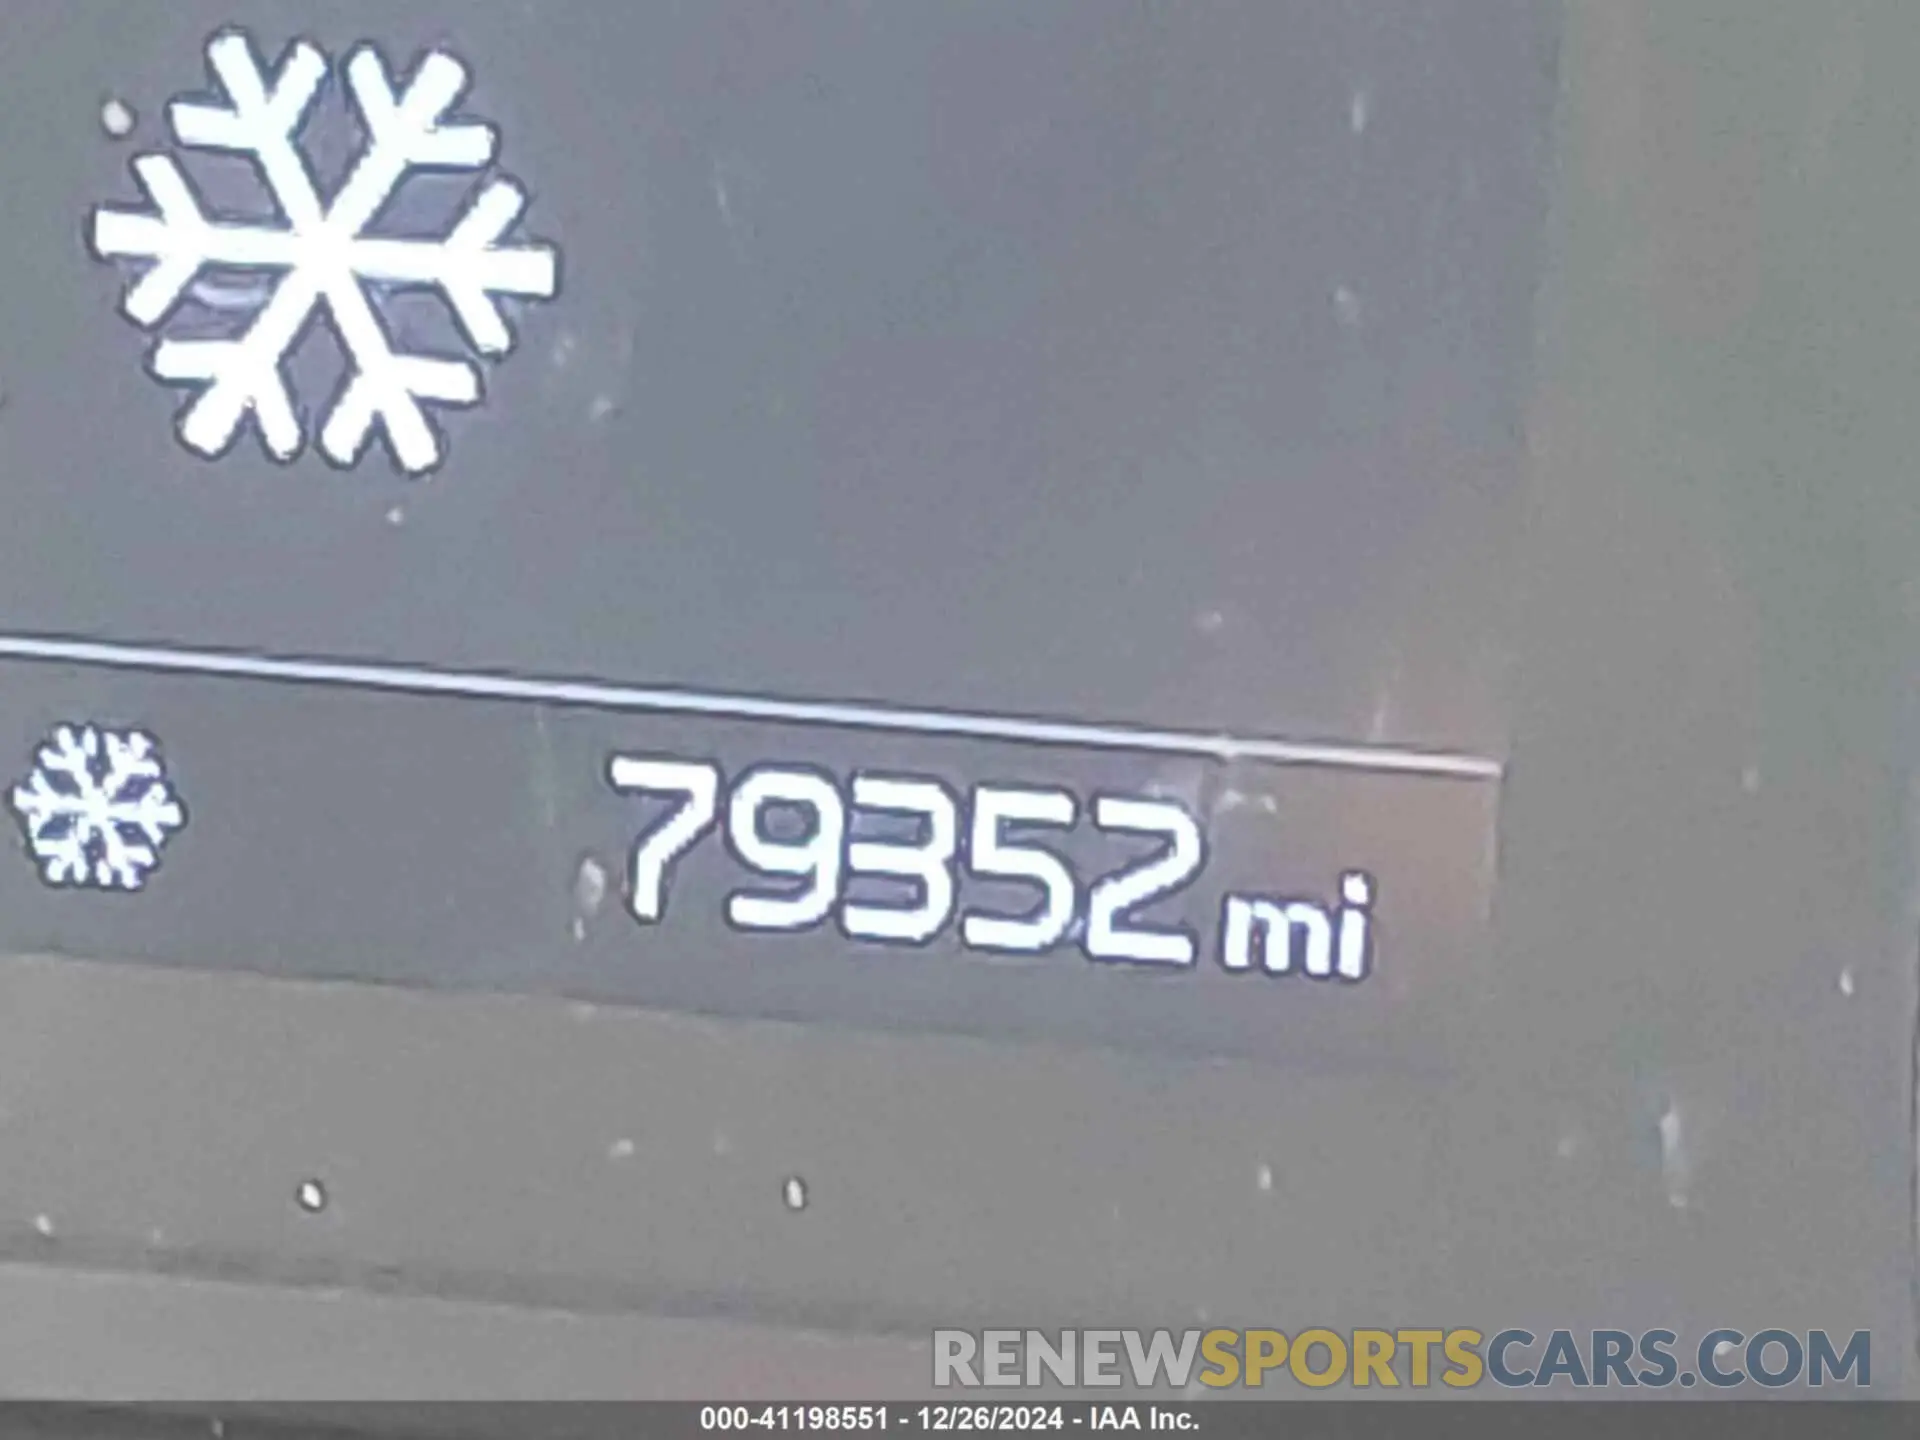 79352 mi
RENEWSPORTSCARS.COM
000-41198551 - 12/26/2024 - IAA Inc.